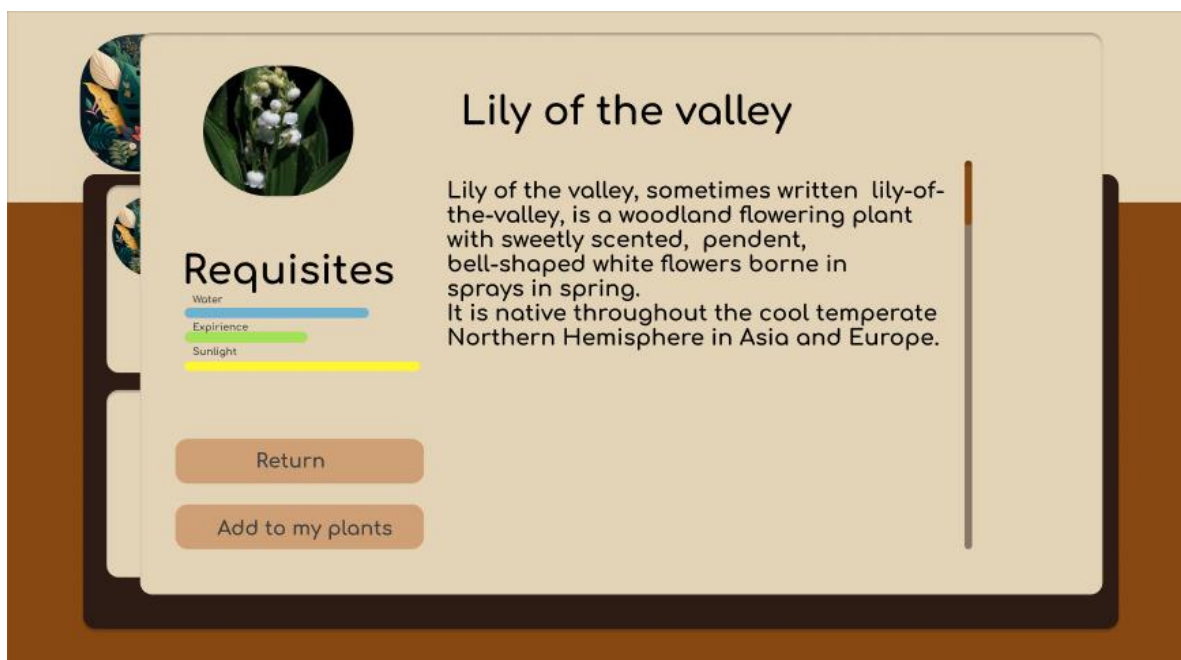 Lily of the valley
Lily of the valley, sometimes written lily-of-
the-valley, is a woodland flowering plant
with sweetly scented, pendent,
bell-shaped white flowers borne in
sprays in spring.
It is native throughout the cool temperate
Northern Hemisphere in Asia and Europe.
Requisites
Water
Expirience
Sunlight
Return
Add to my plants